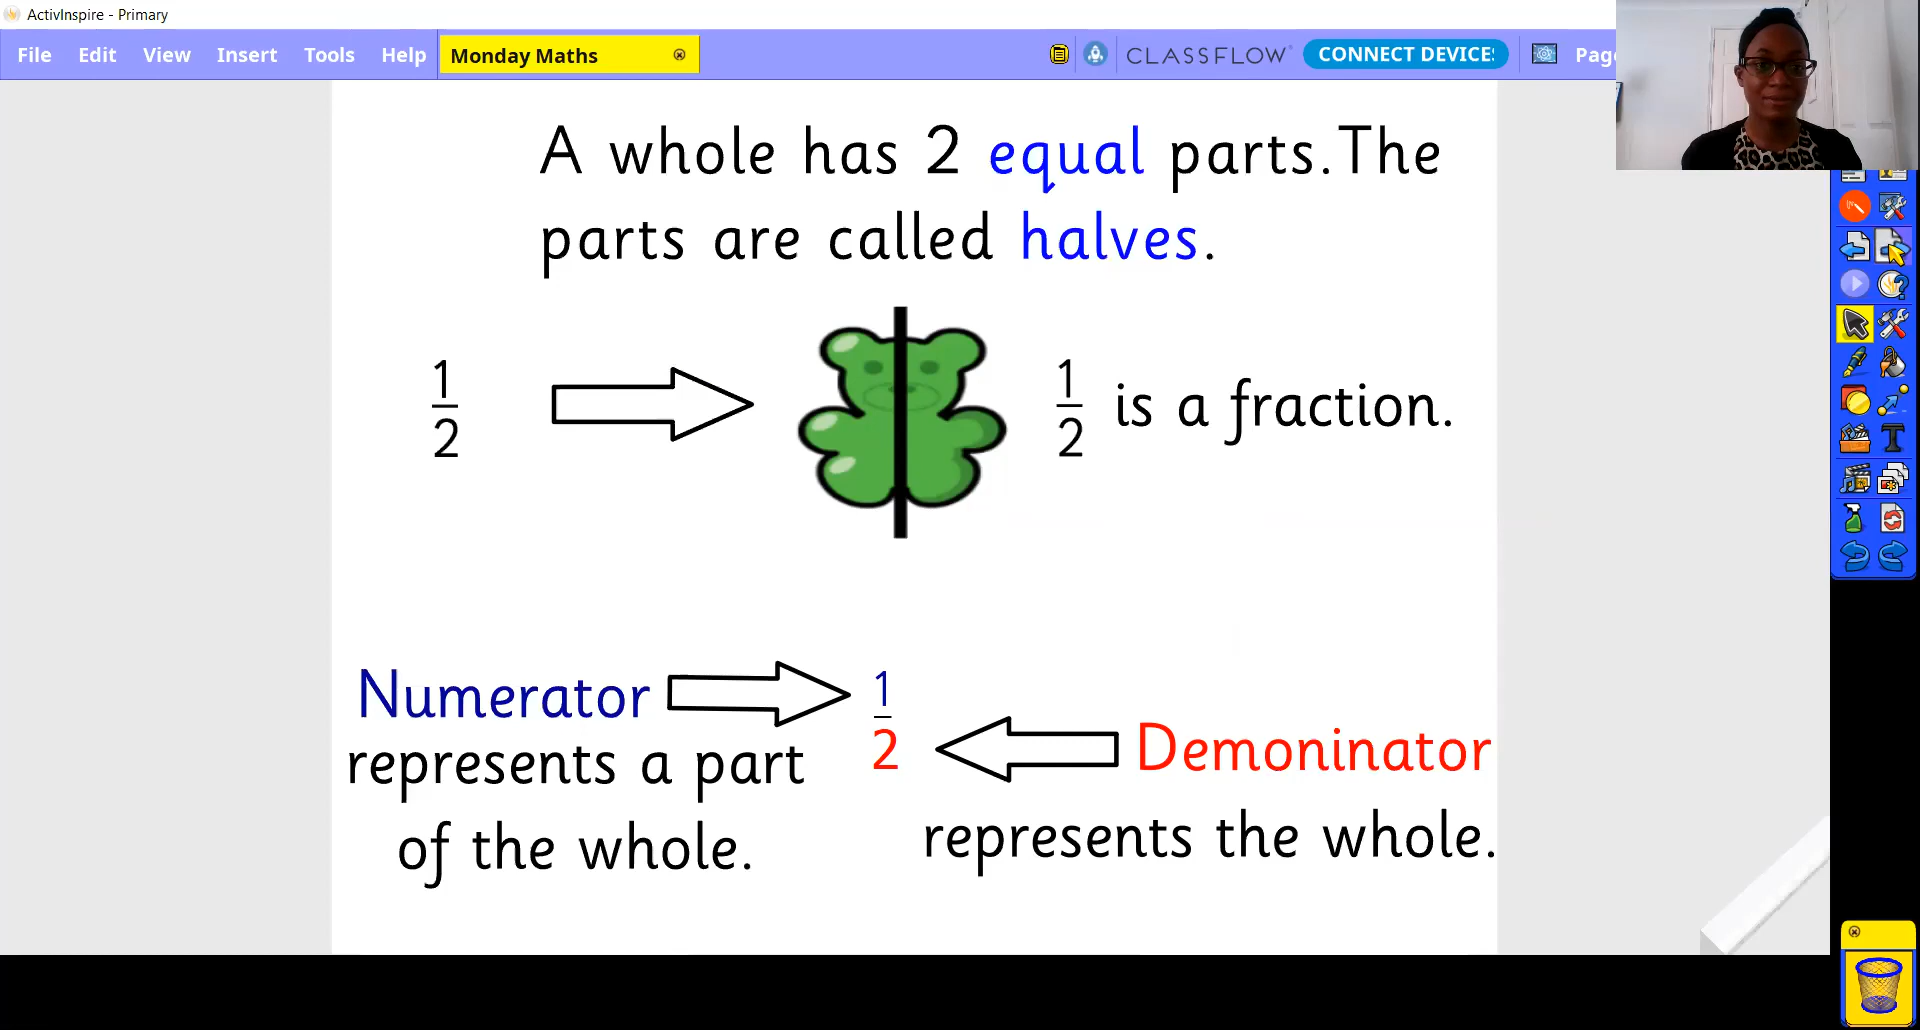 ActivInspire - Primary
File Edit View Insert Tools Help Monday Maths CLASSFLOW CONNECT DEVICES
A whole has 2 equal parts.The
parts are called halves.
1
2
1
2
is a fraction.
Numerator
represents a part
of the whole.
1
2
Demoninator
represents the whole.